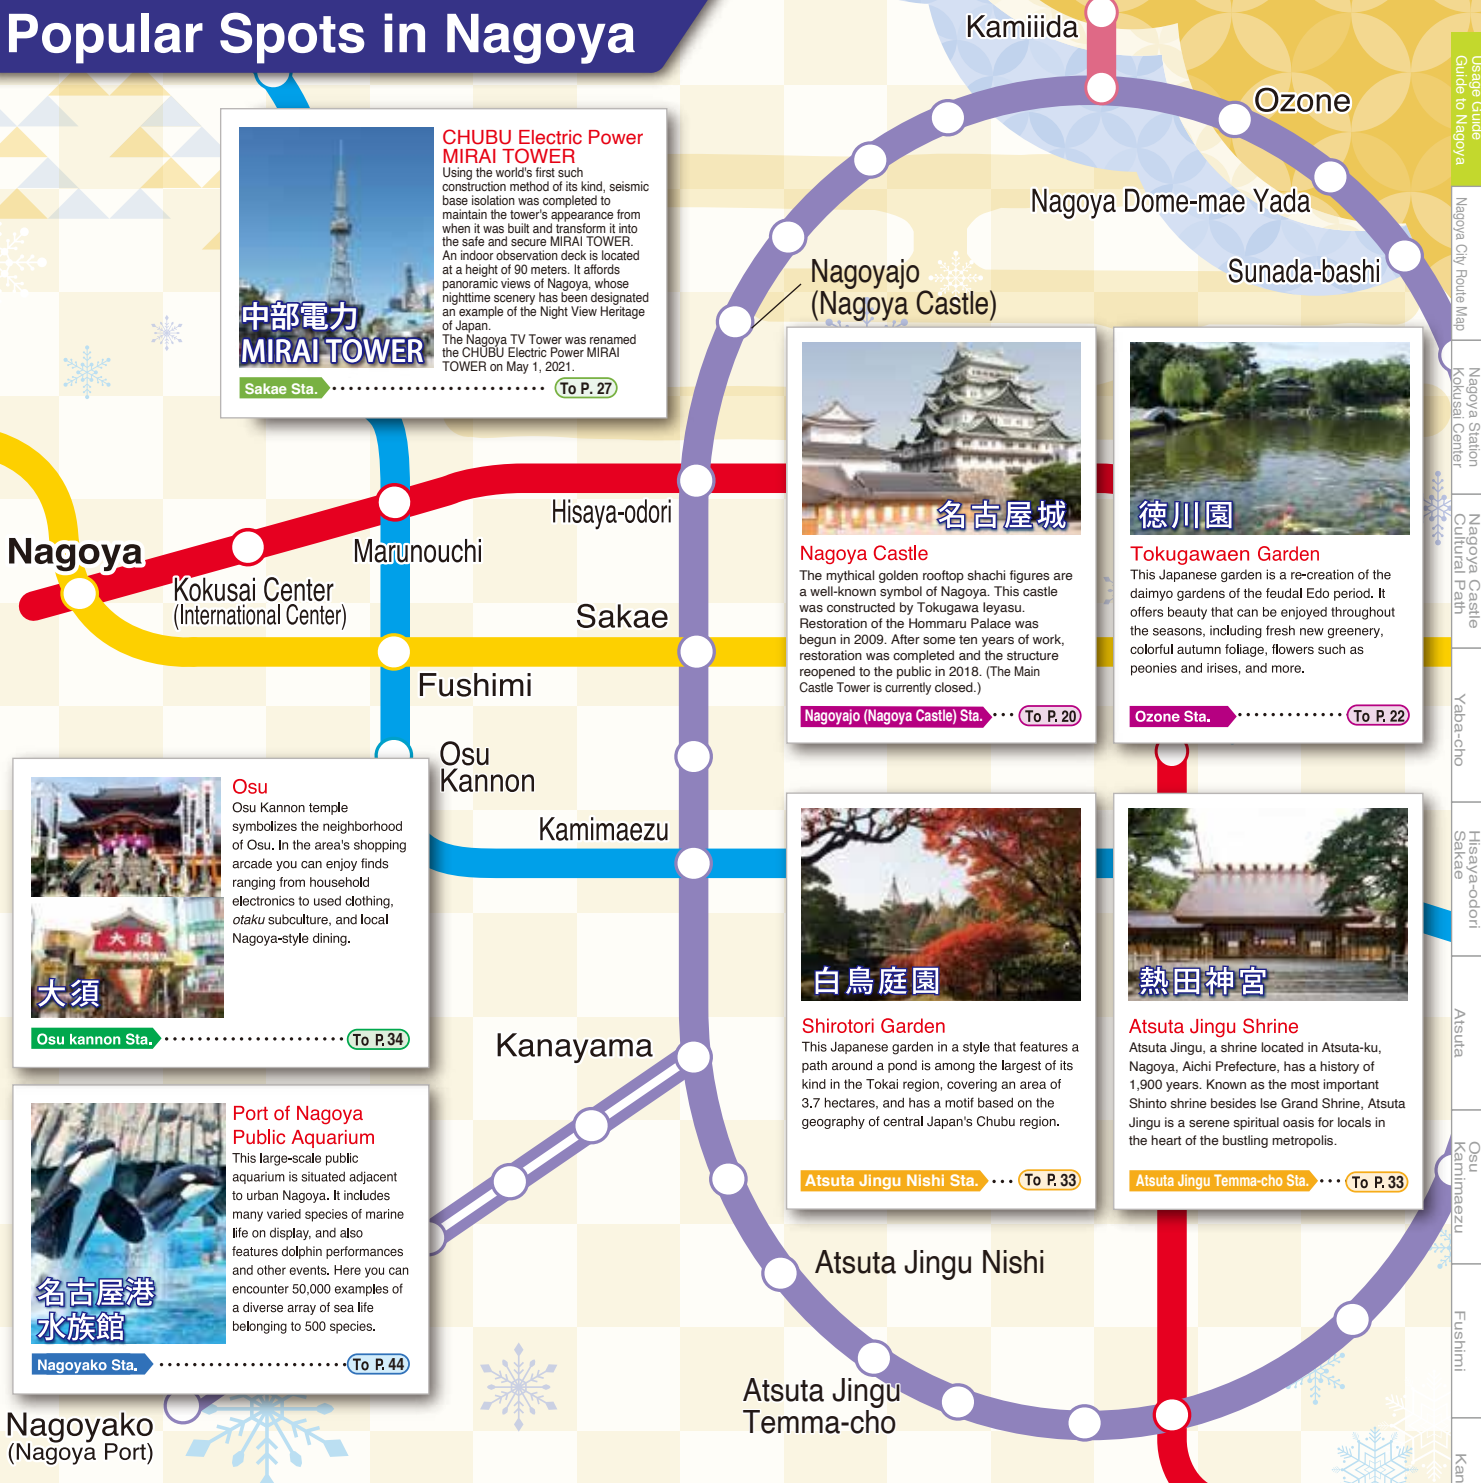 Popular Spots in Nagoya
Kamiiida
Ozone
Nagoya Dome-mae Yada
Sunada-bashi
Nagoyajo
(Nagoya Castle)
中部電力
MIRAI TOWER
CHUBU Electric Power
MIRAI TOWER
Using the world's first such
construction method of its kind, seismic
base isolation was completed to
maintain the tower's appearance from
when it was built and transform it into
the safe and secure MIRAI TOWER.
An indoor observation deck is located
at a height of 90 meters. It affords
panoramic views of Nagoya, whose
nighttime scenery has been designated
an example of the Night View Heritage
of Japan.
The Nagoya TV Tower was renamed
the CHUBU Electric Power MIRAI
TOWER on May 1, 2021.
Sakae Sta.
To P. 27
Nagoya
Kokusai Center
(International Center)
Marunouchi
Hisaya-odori
Sakae
Fushimi
Osu
Kannon
Kamimaezu
Kanayama
名古屋城
Nagoya Castle
The mythical golden rooftop shachi figures are
a well-known symbol of Nagoya. This castle
was constructed by Tokugawa Ieyasu.
Restoration of the Hommaru Palace was
begun in 2009. After some ten years of work,
restoration was completed and the structure
reopened to the public in 2018. (The Main
Castle Tower is currently closed.)
Nagoyajo (Nagoya Castle) Sta.
To P. 20
徳川園
Tokugawaen Garden
This Japanese garden is a re-creation of the
daimyo gardens of the feudal Edo period. It
offers beauty that can be enjoyed throughout
the seasons, including fresh new greenery,
colorful autumn foliage, flowers such as
peonies and irises, and more.
Ozone Sta.
To P. 22
大須
大須
Osu
Osu Kannon temple
symbolizes the neighborhood
of Osu. In the area's shopping
arcade you can enjoy finds
ranging from household
electronics to used clothing,
otaku subculture, and local
Nagoya-style dining.
Osu kannon Sta.
To P. 34
白鳥庭園
Shirotori Garden
This Japanese garden in a style that features a
path around a pond is among the largest of its
kind in the Tokai region, covering an area of
3.7 hectares, and has a motif based on the
geography of central Japan's Chubu region.
Atsuta Jingu Nishi Sta.
To P. 33
熱田神宮
Atsuta Jingu Shrine
Atsuta Jingu, a shrine located in Atsuta-ku,
Nagoya, Aichi Prefecture, has a history of
1,900 years. Known as the most important
Shinto shrine besides Ise Grand Shrine, Atsuta
Jingu is a serene spiritual oasis for locals in
the heart of the bustling metropolis.
Atsuta Jingu Temma-cho Sta.
To P. 33
名古屋港
水族館
Port of Nagoya
Public Aquarium
This large-scale public
aquarium is situated adjacent
to urban Nagoya. It includes
many varied species of marine
life on display, and also
features dolphin performances
and other events. Here you can
encounter 50,000 examples of
a diverse array of sea life
belonging to 500 species.
Nagoyako Sta.
To P. 44
Nagoyako
(Nagoya Port)
Atsuta Jingu Nishi
Atsuta Jingu
Temma-cho
Usage Guide
Guide to Nagoya
Nagoya City Route Map
Nagoya Station
Kokusai Center
Nagoya Castle
Cultural Path
Yaba-cho
Hisaya-odori
Sakae
Atsuta
Osu
Kamimaezu
Fushimi
Kan